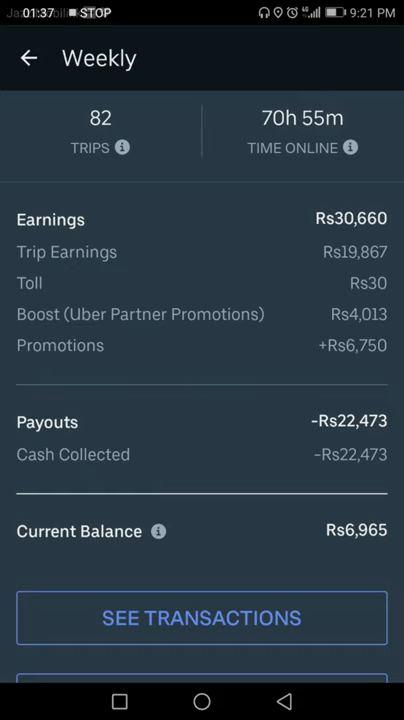 01:37 STOP 4G 9:21 PM
Weekly
82 70h 55m
TRIPS TIME ONLINE
Earnings Rs30,660
Trip Earnings Rs19,867
Toll Rs30
Boost (Uber Partner Promotions) Rs4,013
Promotions +Rs6,750
Payouts -Rs22,473
Cash Collected -Rs22,473
Current Balance Rs6,965
SEE TRANSACTIONS